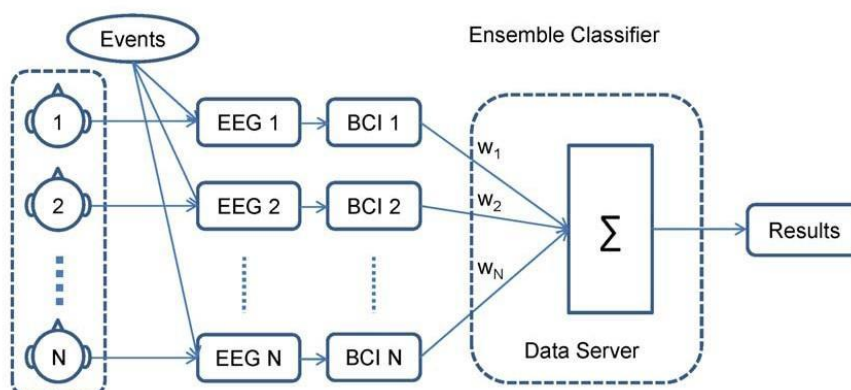 Events
Ensemble Classifier
1
EEG 1
BCI 1
w₁
2
EEG 2
BCI 2
w₂
Σ
Results
w_N
N
EEG N
BCI N
Data Server